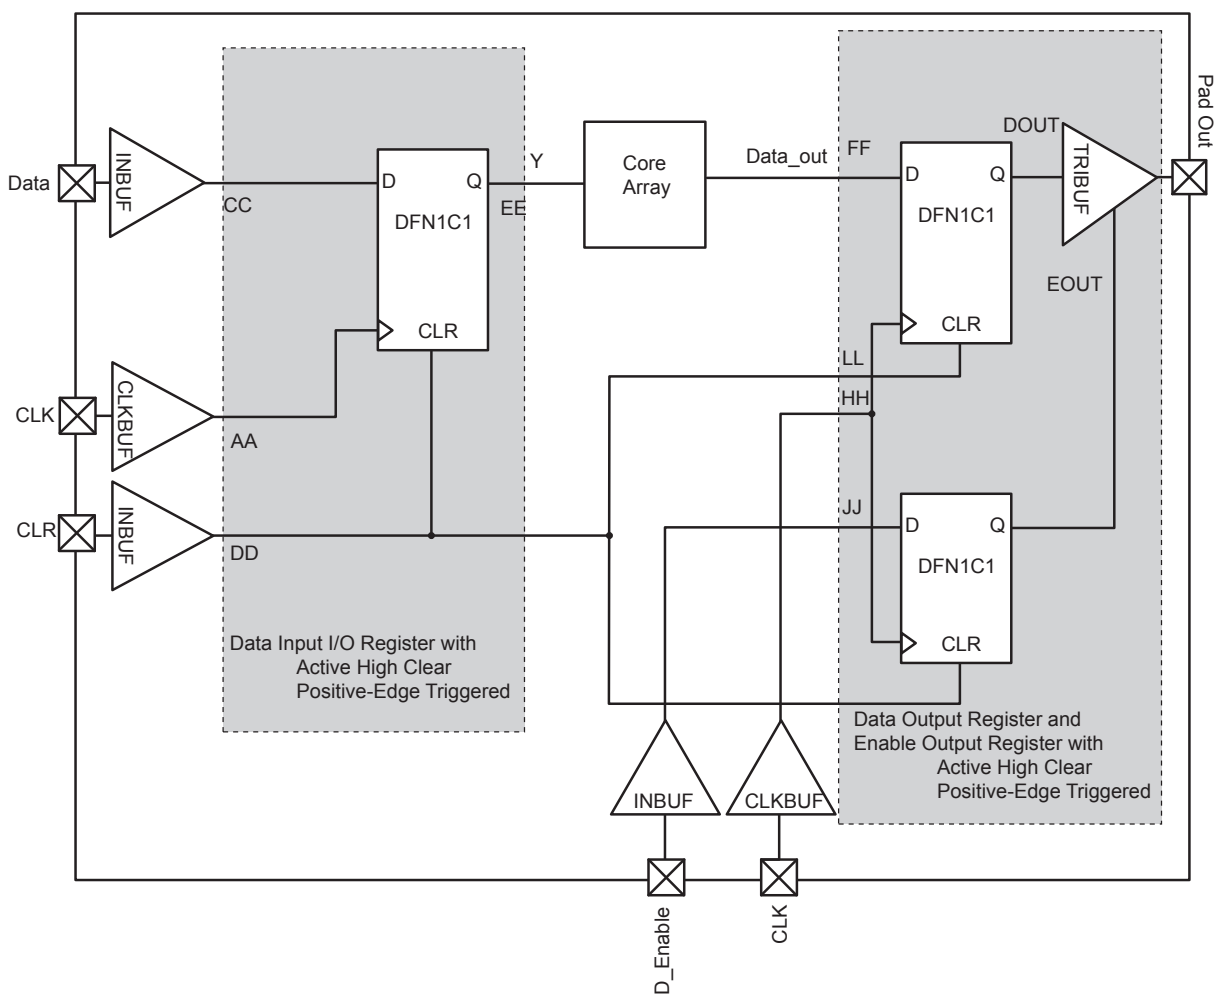 Pad Out
DOUT
Data
INBUF
CC
D
Q
DFN1C1
CLR
Y
EE
Core
Array
Data_out
FF
D
Q
DFN1C1
CLR
TRIBUF
EOUT
LL
HH
CLK
CLKBUF
AA
CLR
INBUF
DD
JJ
D
Q
DFN1C1
CLR
Data Input I/O Register with
Active High Clear
Positive-Edge Triggered
Data Output Register and
Enable Output Register with
Active High Clear
Positive-Edge Triggered
INBUF
CLKBUF
D_Enable
CLK